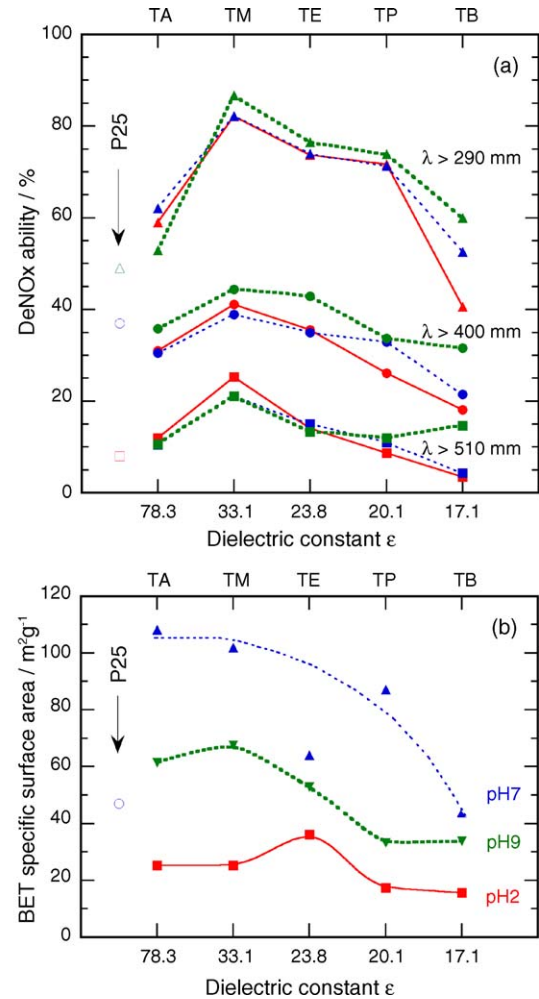 TA TM TE TP TB
100
(a)
80
P25
λ > 290 mm
60
DeNOx ability / %
40
λ > 400 mm
20
λ > 510 mm
0
78.3 33.1 23.8 20.1 17.1
Dielectric constant ε
TA TM TE TP TB
120
(b)
100
P25
80
60
BET specific surface area / m²g⁻¹
pH7
40
pH9
20
pH2
0
78.3 33.1 23.8 20.1 17.1
Dielectric constant ε